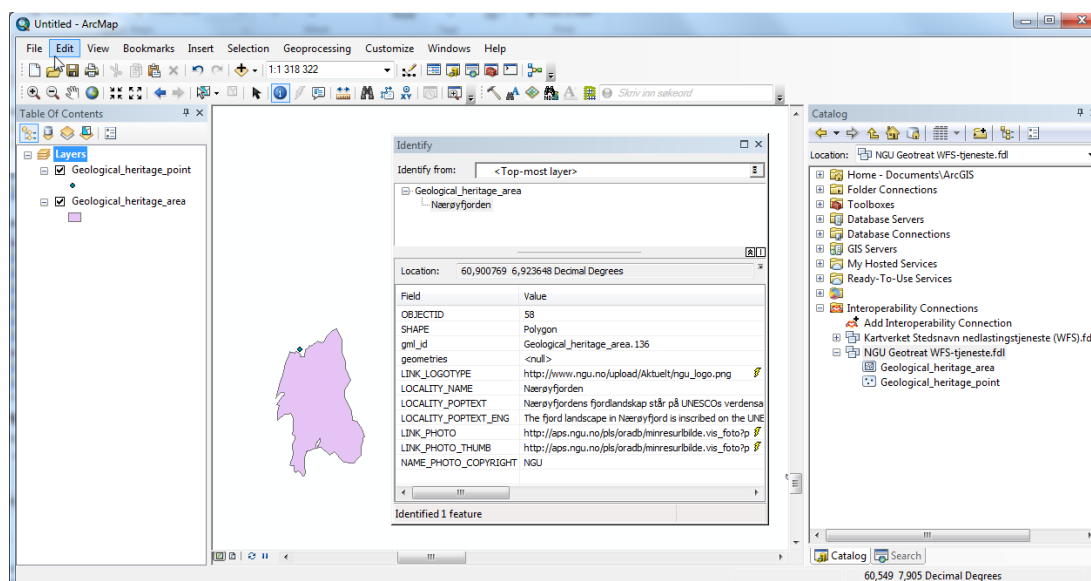 Untitled - ArcMap
File Edit View Bookmarks Insert Selection Geoprocessing Customize Windows Help
1:1 318 322
Skriv inn søkeord
Table Of Contents
Layers
Geological_heritage_point
Geological_heritage_area
Identify
Identify from: <Top-most layer>
Geological_heritage_area
Nærøyfjorden
Location: 60,900769 6,923648 Decimal Degrees
Field Value
OBJECTID 58
SHAPE Polygon
gml_id Geological_heritage_area.136
geometries <null>
LINK_LOGOTYPE http://www.ngu.no/upload/Aktuelt/ngu_logo.png
LOCALITY_NAME Nærøyfjorden
LOCALITY_POPTEXT Nærøyfjordens fjordlandskap står på UNESCOs verdensa
LOCALITY_POPTEXT_ENG The fjord landscape in Nærøyfjord is inscribed on the UNE
LINK_PHOTO http://aps.ngu.no/pls/oradb/minresurlbilde.vis_foto?p
LINK_PHOTO_THUMB http://aps.ngu.no/pls/oradb/minresurlbilde.vis_foto?p
NAME_PHOTO_COPYRIGHT NGU
Identified 1 feature
Catalog
Location: NGU Geotreat WFS-tjeneste.fdl
Home - Documents\ArcGIS
Folder Connections
Toolboxes
Database Servers
Database Connections
GIS Servers
My Hosted Services
Ready-To-Use Services
Interoperability Connections
Add Interoperability Connection
Kartverket Stedsnavn nedlastingstjeneste (WFS).fd
NGU Geotreat WFS-tjeneste.fdl
Geological_heritage_area
Geological_heritage_point
Catalog Search
60,549 7,905 Decimal Degrees